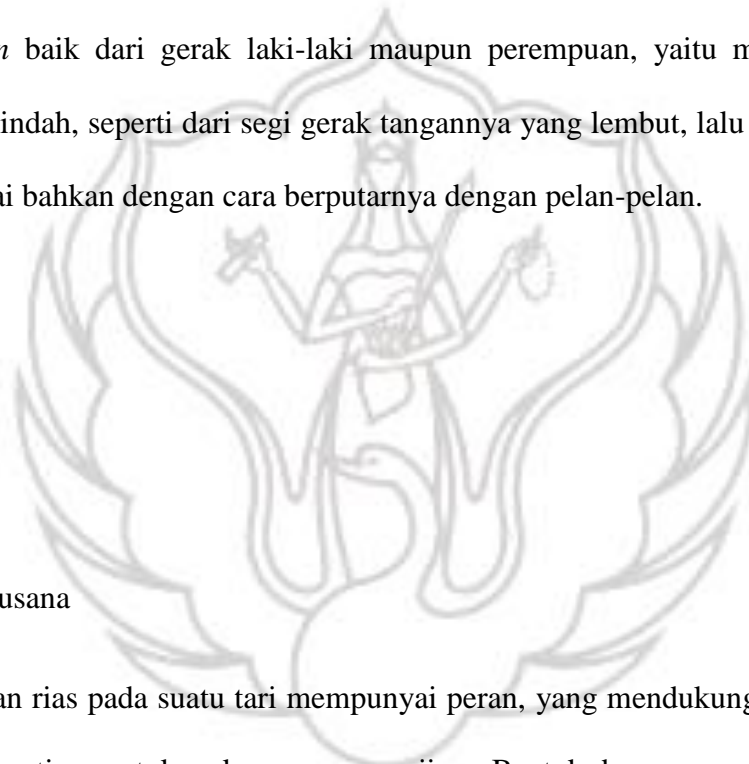 baik dari gerak laki-laki maupun perempuan, yaitu
indah, seperti dari segi gerak tangannya yang lembut, lalu
bahkan dengan cara berputarnya dengan pelan-pelan.
usana
an rias pada suatu tari mempunyai peran, yang mendukung